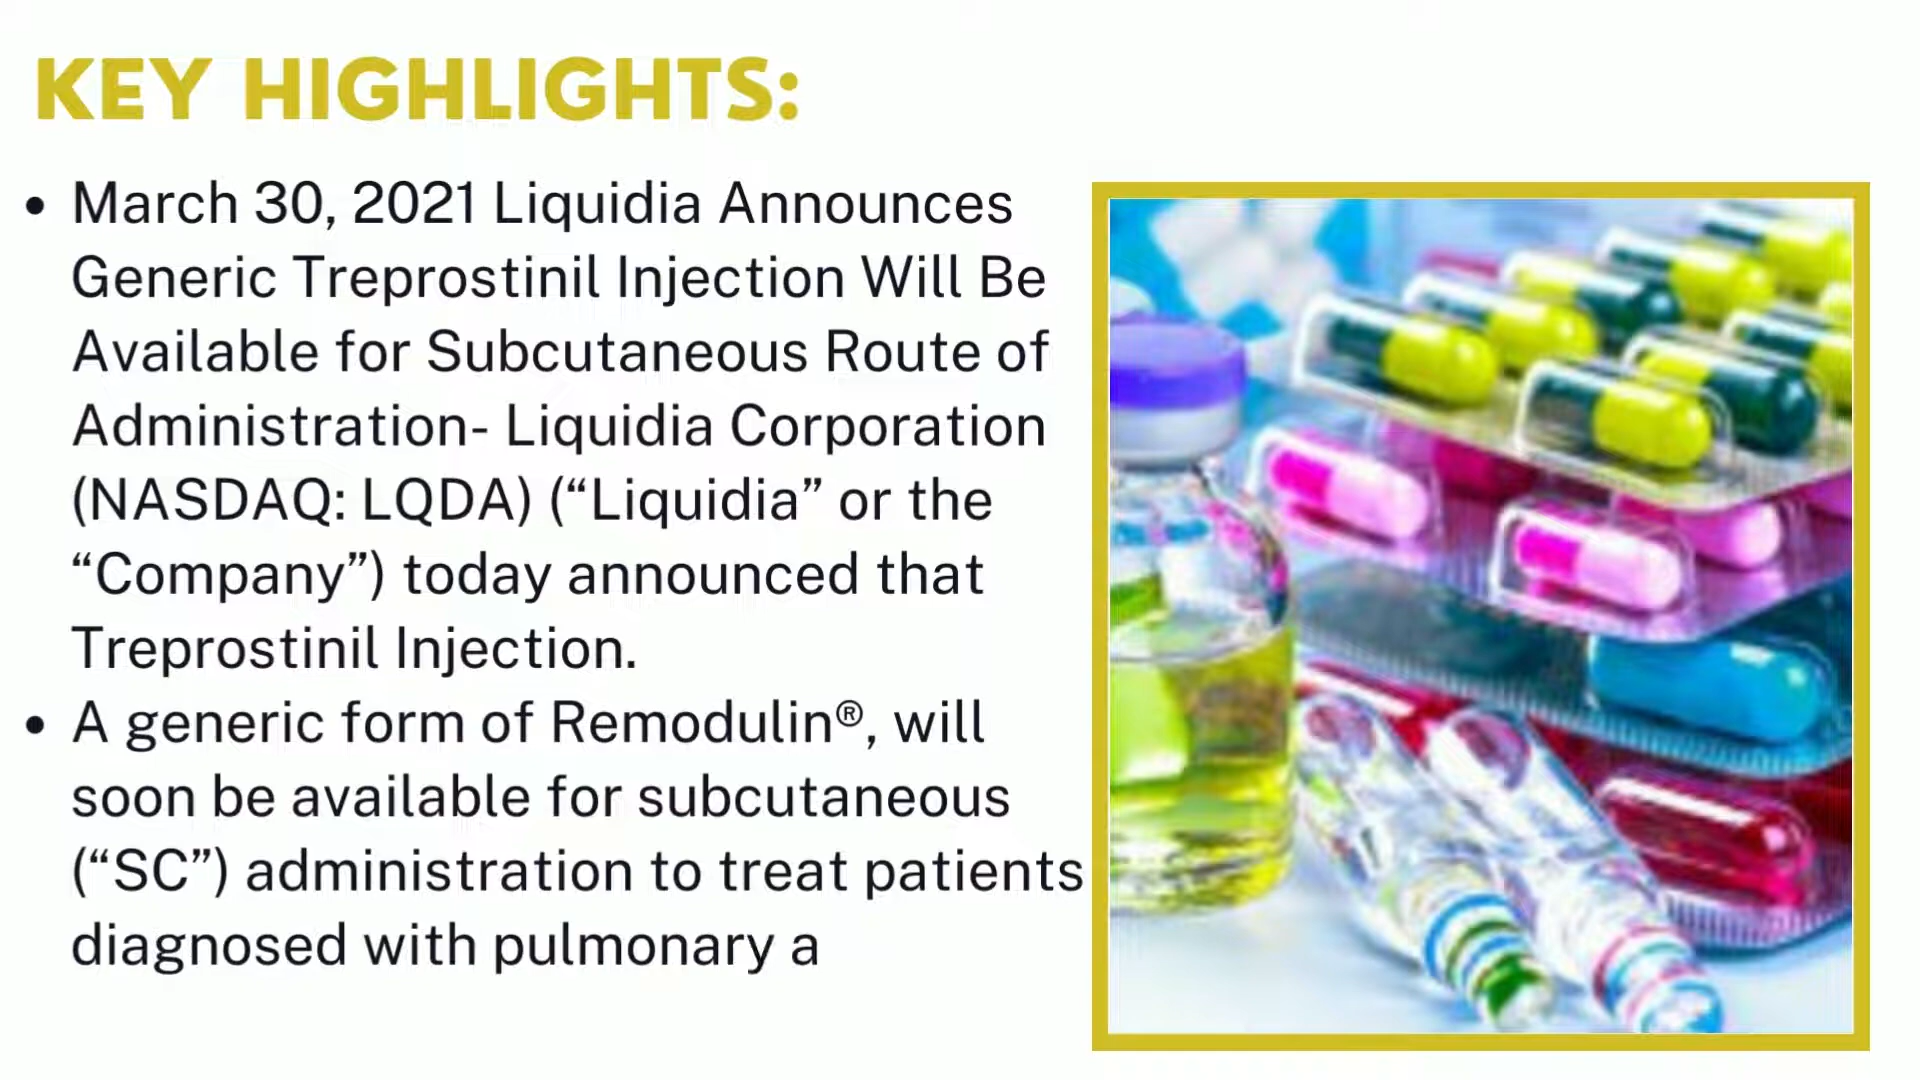 KEY HIGHLIGHTS:
• March 30, 2021 Liquidia Announces
Generic Treprostinil Injection Will Be
Available for Subcutaneous Route of
Administration- Liquidia Corporation
(NASDAQ: LQDA) (“Liquidia” or the
“Company”) today announced that
Treprostinil Injection.
• A generic form of Remodulin®, will
soon be available for subcutaneous
(“SC”) administration to treat patients
diagnosed with pulmonary a